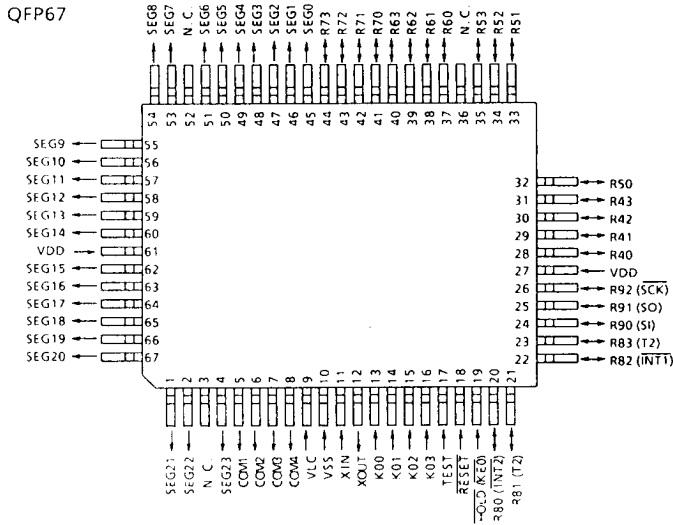 QFP67
SEG8 SEG7 N.C. SEG6 SEG5 SEG4 SEG3 SEG2 SEG1 SEG0 R73 R72 R71 R70 R63 R62 R61 R60 N.C. R53 R52 R51
54 53 52 51 50 49 48 47 46 45 44 43 42 41 40 39 38 37 36 35 34 33
SEG9 55
SEG10 56
SEG11 57
SEG12 58
SEG13 59
SEG14 60
VDD 61
SEG15 62
SEG16 63
SEG17 64
SEG18 65
SEG19 66
SEG20 67
32 R50
31 R43
30 R42
29 R41
28 R40
27 VDD
26 R92 (SCK)
25 R91 (SO)
24 R90 (SI)
23 R83 (T2)
22 R82 (INT1)
1 2 3 4 5 6 7 8 9 10 11 12 13 14 15 16 17 18 19 20 21
SEG21 SEG22 N.C. SEG23 COM1 COM2 COM3 COM4 VLC VSS XIN XOUT K00 K01 K02 K03 TEST RESET HOLD (KE0) R80 (INT2) R81 (T2)